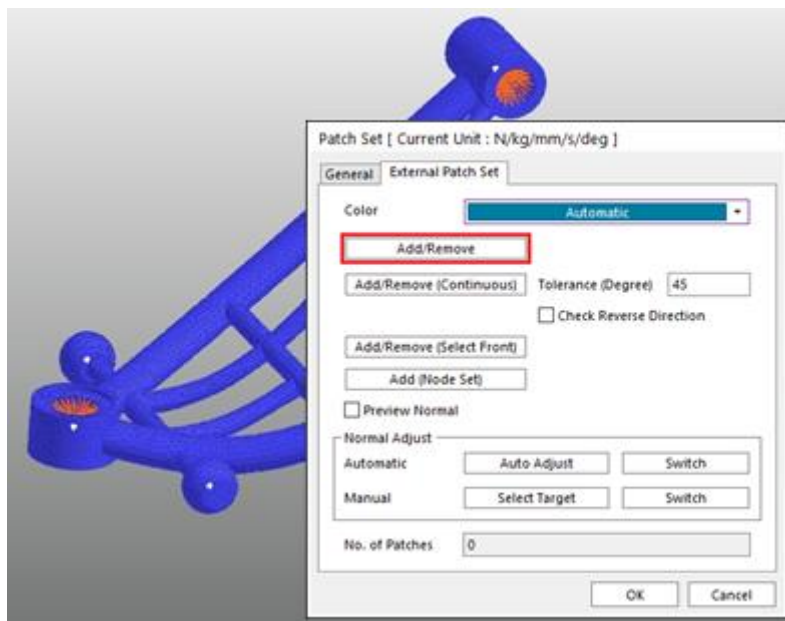 Patch Set [ Current Unit : N/kg/mm/s/deg ]
General External Patch Set
Color Automatic
Add/Remove
Add/Remove (Continuous) Tolerance (Degree) 45
Check Reverse Direction
Add/Remove (Select Front)
Add (Node Set)
Preview Normal
Normal Adjust
Automatic Auto Adjust Switch
Manual Select Target Switch
No. of Patches 0
OK Cancel